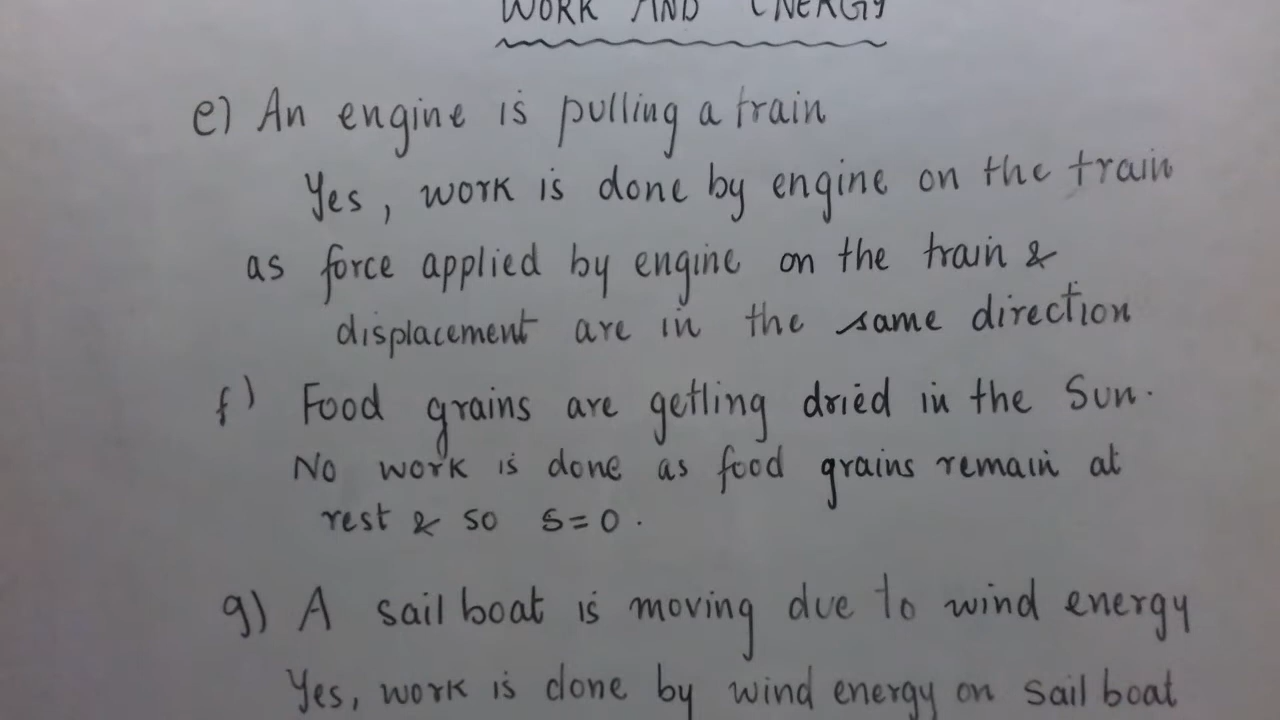 WORK AND ENERGY
e) An engine is pulling a train
Yes, work is done by engine on the train
as force applied by engine on the train &
displacement are in the same direction
f) Food grains are getting dried in the Sun.
No work is done as food grains remain at
rest & so s=0.
g) A sail boat is moving due to wind energy
Yes, work is done by wind energy on sail boat